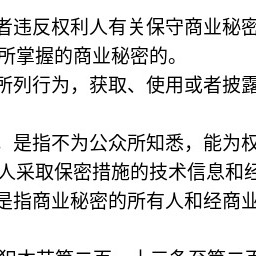 者违反权利人有关保守商业秘密
所掌握的商业秘密的。
所列行为，获取、使用或者披露
，是指不为公众所知悉，能为权
人采取保密措施的技术信息和经
是指商业秘密的所有人和经商业